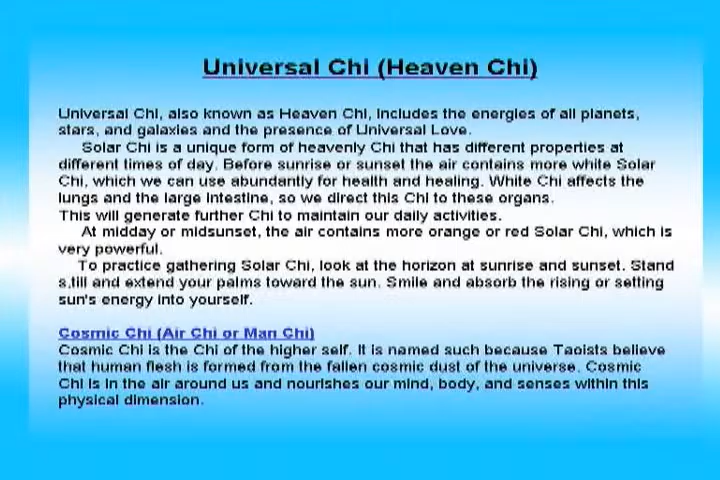 Universal Chi (Heaven Chi)
Universal Chi, also known as Heaven Chi, includes the energies of all planets,
stars, and galaxies and the presence of Universal Love.
Solar Chi is a unique form of heavenly Chi that has different properties at
different times of day. Before sunrise or sunset the air contains more white Solar
Chi, which we can use abundantly for health and healing. White Chi affects the
lungs and the large intestine, so we direct this Chi to these organs.
This will generate further Chi to maintain our daily activities.
At midday or midsunset, the air contains more orange or red Solar Chi, which is
very powerful.
To practice gathering Solar Chi, look at the horizon at sunrise and sunset. Stand
s,till and extend your palms toward the sun. Smile and absorb the rising or setting
sun's energy into yourself.
Cosmic Chi (Air Chi or Man Chi)
Cosmic Chi is the Chi of the higher self. It is named such because Taoists believe
that human flesh is formed from the fallen cosmic dust of the universe. Cosmic
Chi is in the air around us and nourishes our mind, body, and senses within this
physical dimension.